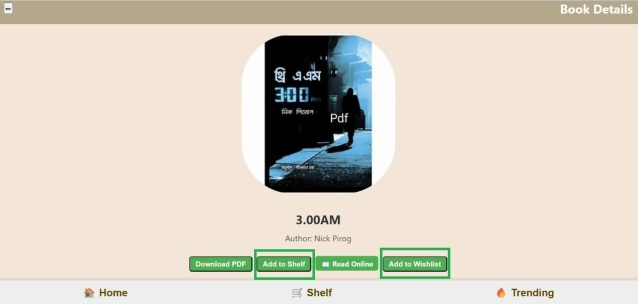 Book Details
থ্রি এএম
3:00
নিক পিরোগ
Pdf
3.00AM
Author: Nick Pirog
Download PDF Add to Shelf Read Online Add to Wishlist
Home Shelf Trending